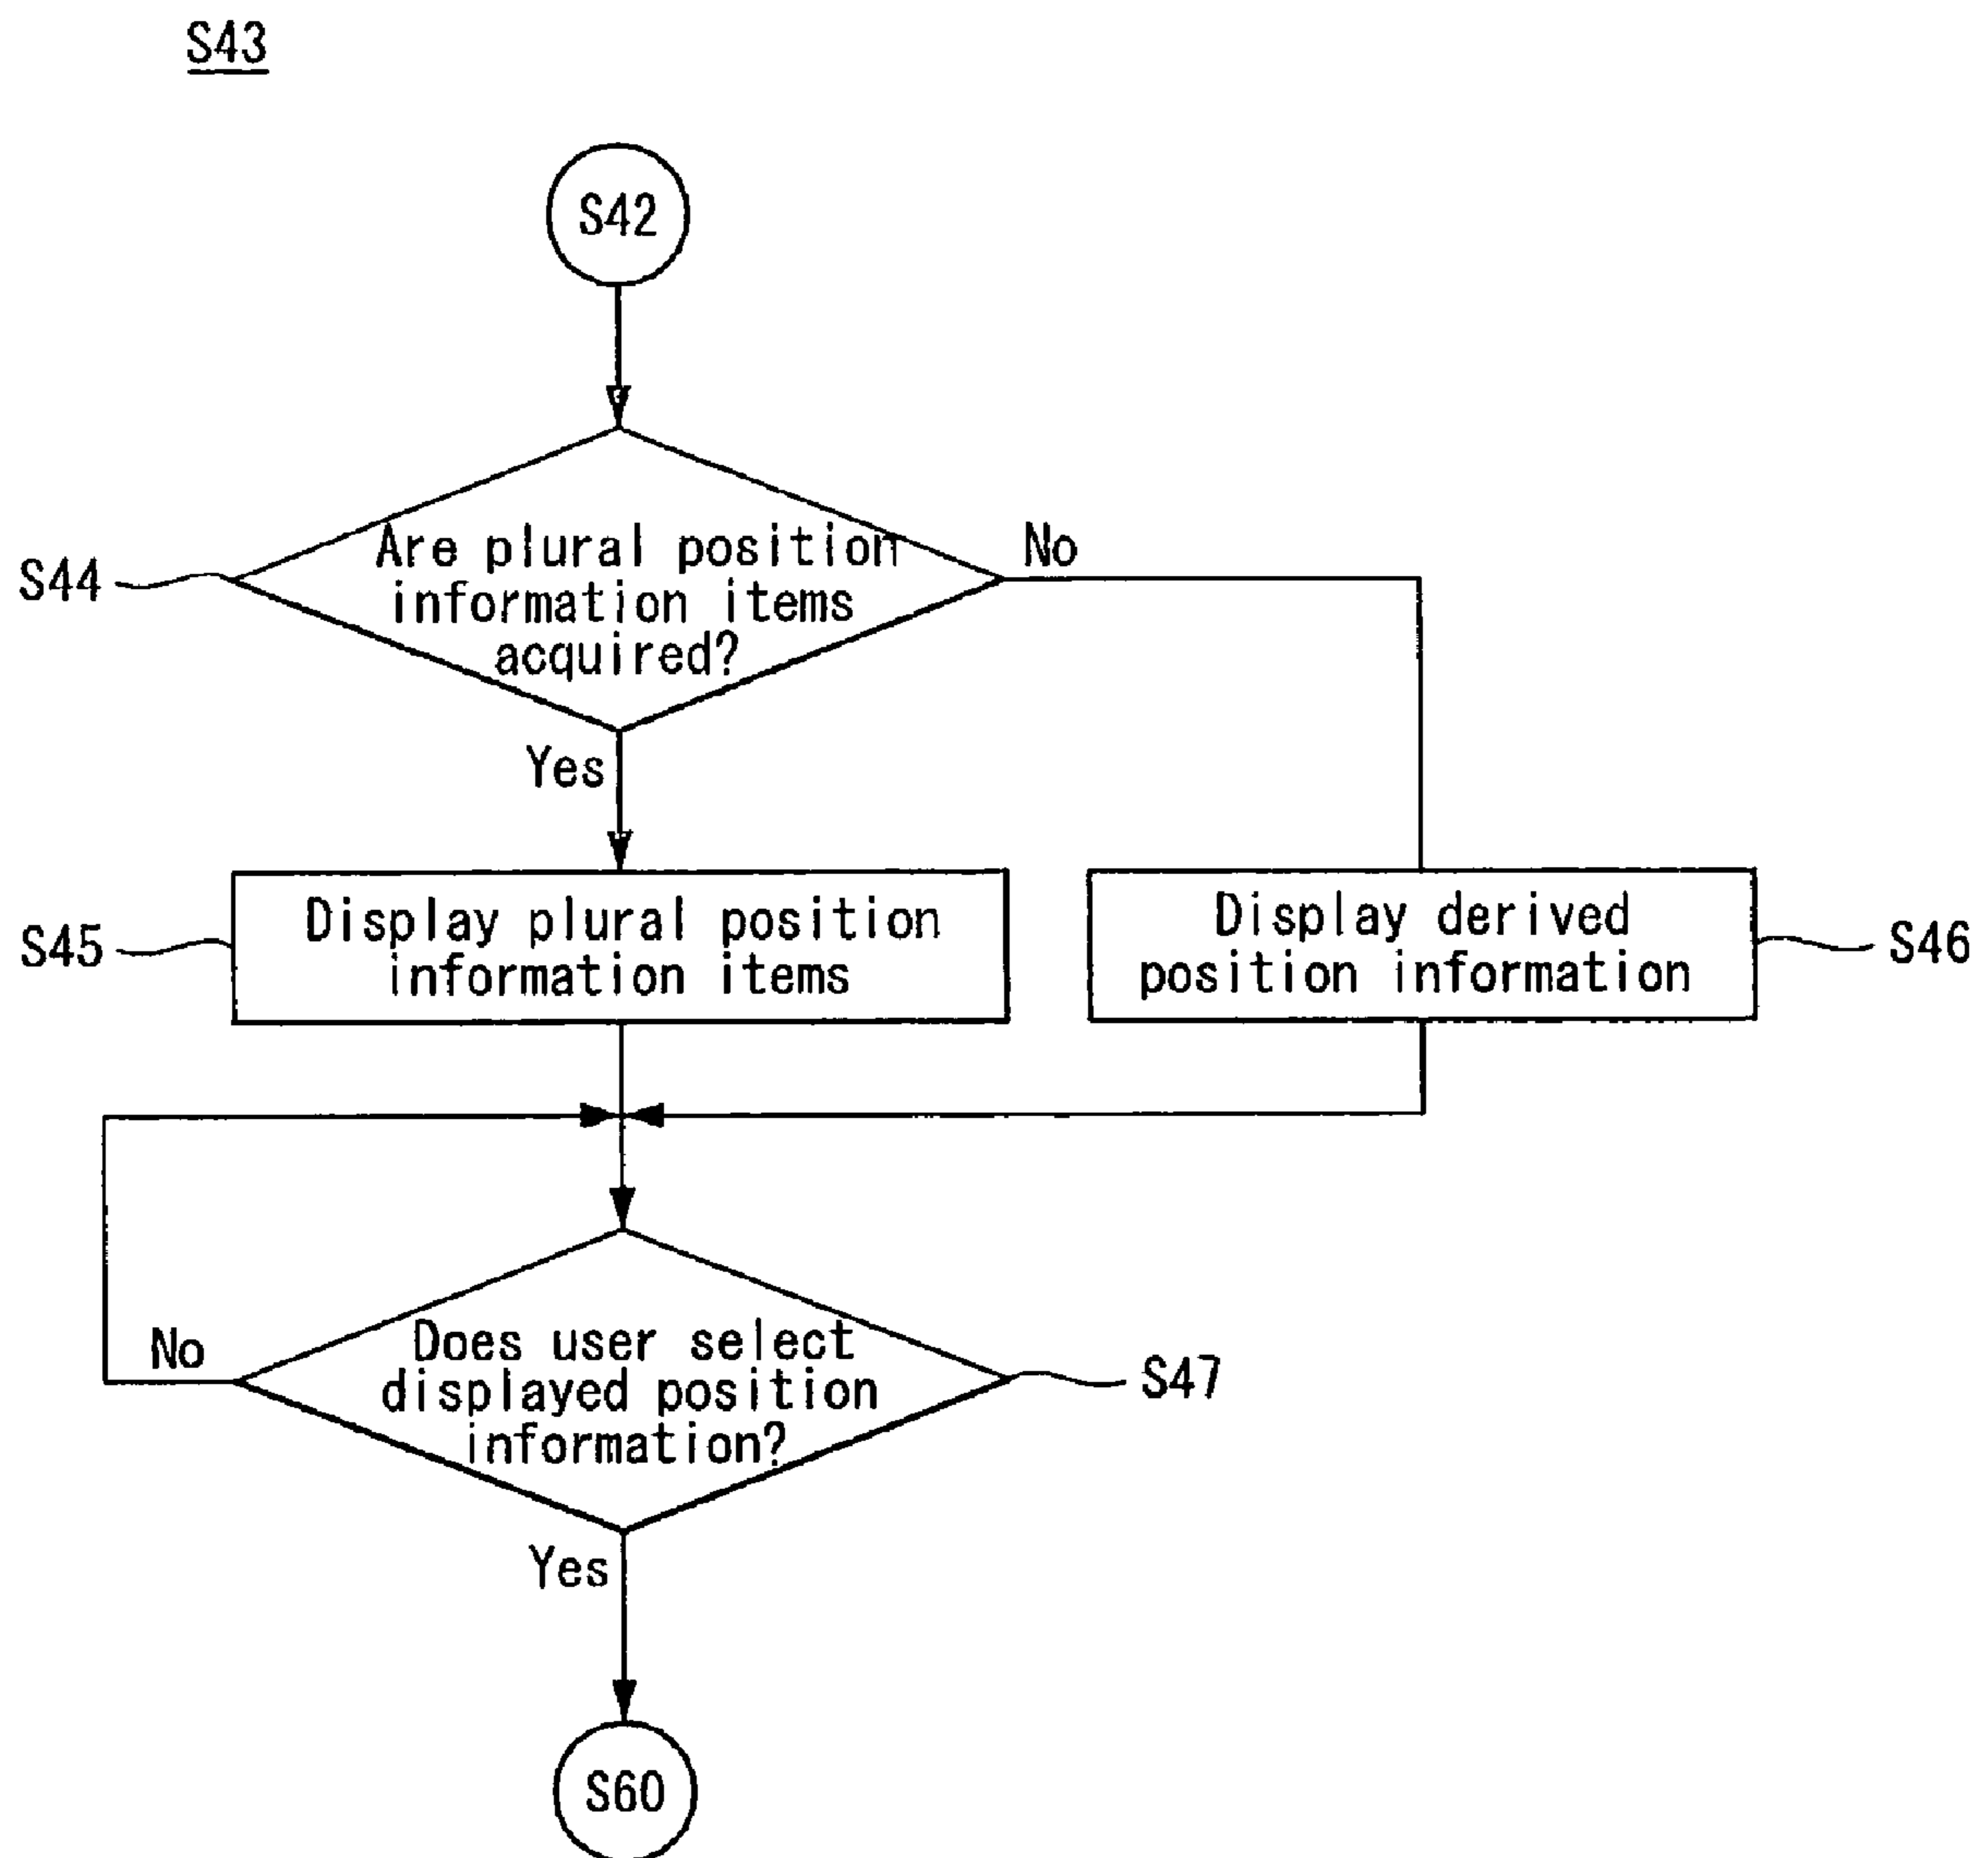 S43
S42
Are plural position
information items
acquired?
No
S44
Yes
Display plural position
information items
S45
Display derived
position information
S46
Does user select
displayed position
information?
No
S47
Yes
S60